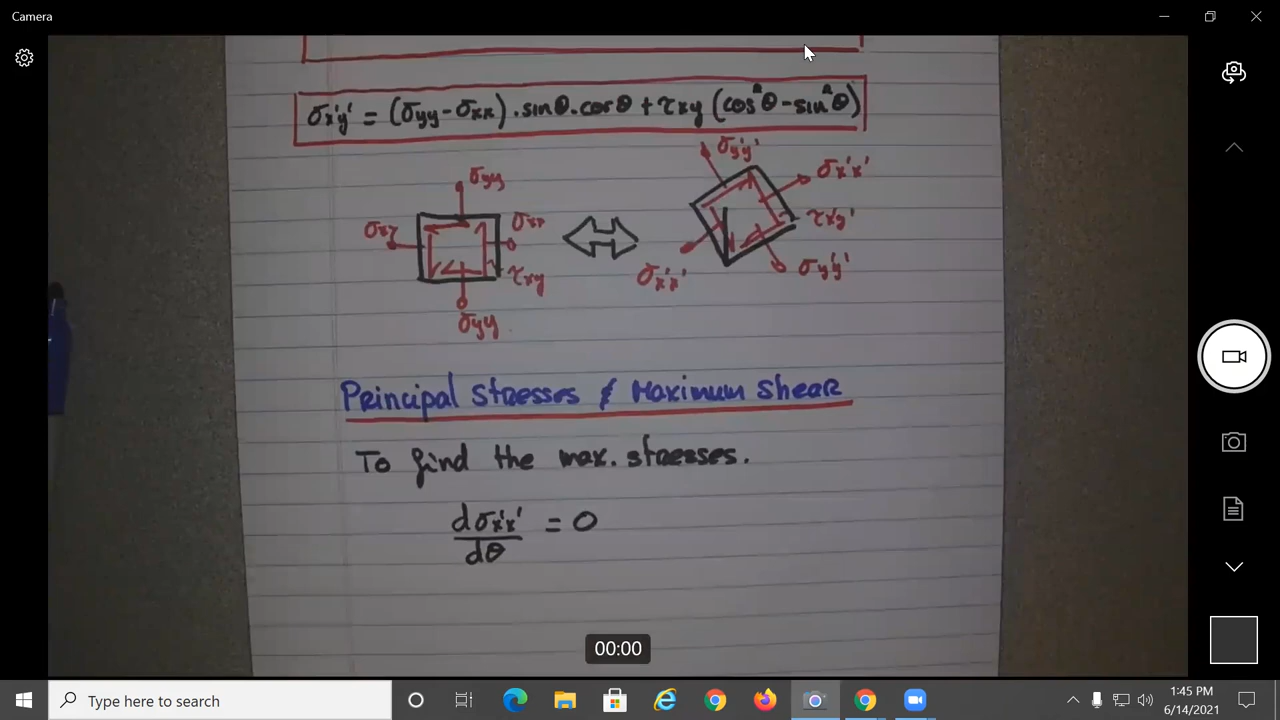 Camera
σx'y' = (σyy - σxx) · sinθ · cosθ + τxy (cos²θ - sin²θ)
σyy
σy'y'
σx'x'
σxx
σxx
τx'y'
τxy
σx'x'
σy'y'
σyy
Principal Stresses & Maximum Shear
To find the max. stresses.
dσx'x' / dθ = 0
00:00
Type here to search
1:45 PM
6/14/2021